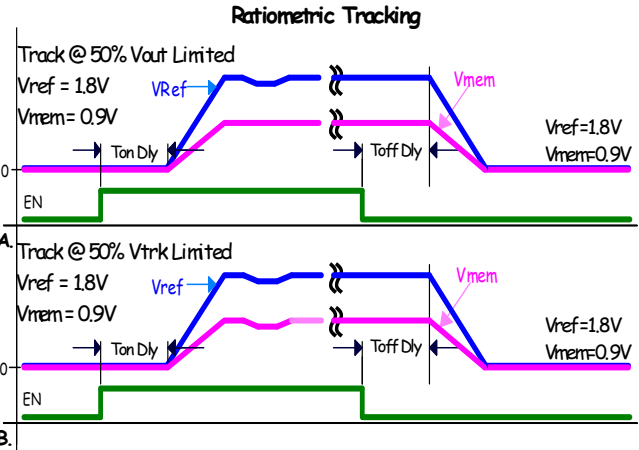 Ratiometric Tracking
Track @ 50% Vout Limited
Vref = 1.8V
VRef
Vmem
Vmem = 0.9V
Vref=1.8V
Vmem=0.9V
Ton Dly
Toff Dly
0
EN
A.
Track @ 50% Vtrk Limited
Vref = 1.8V
Vref
Vmem
Vmem = 0.9V
Vref=1.8V
Vmem=0.9V
Ton Dly
Toff Dly
0
EN
B.